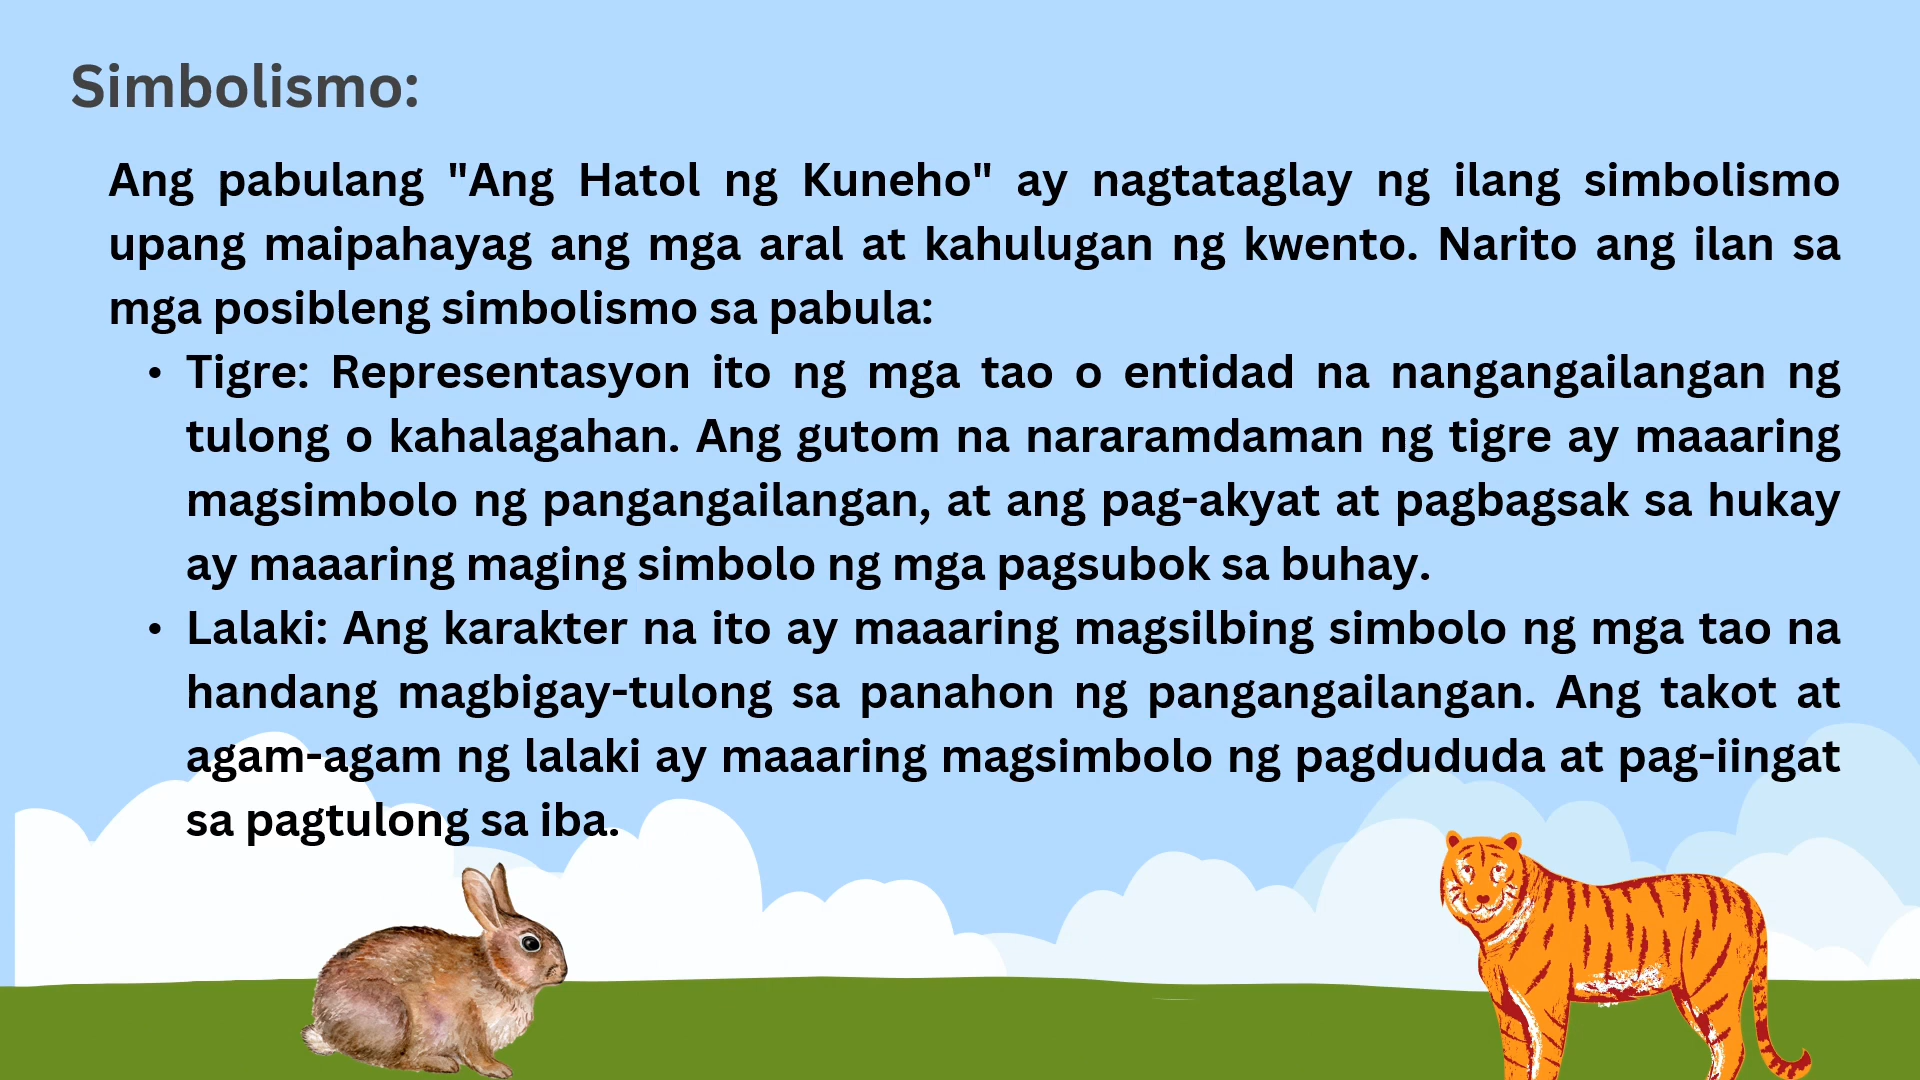 Simbolismo:
Ang pabulang "Ang Hatol ng Kuneho" ay nagtataglay ng ilang simbolismo
upang maipahayag ang mga aral at kahulugan ng kwento. Narito ang ilan sa
mga posibleng simbolismo sa pabula:
• Tigre: Representasyon ito ng mga tao o entidad na nangangailangan ng
tulong o kahalagahan. Ang gutom na nararamdaman ng tigre ay maaaring
magsimbolo ng pangangailangan, at ang pag-akyat at pagbagsak sa hukay
ay maaaring maging simbolo ng mga pagsubok sa buhay.
• Lalaki: Ang karakter na ito ay maaaring magsilbing simbolo ng mga tao na
handang magbigay-tulong sa panahon ng pangangailangan. Ang takot at
agam-agam ng lalaki ay maaaring magsimbolo ng pagdududa at pag-iingat
sa pagtulong sa iba.